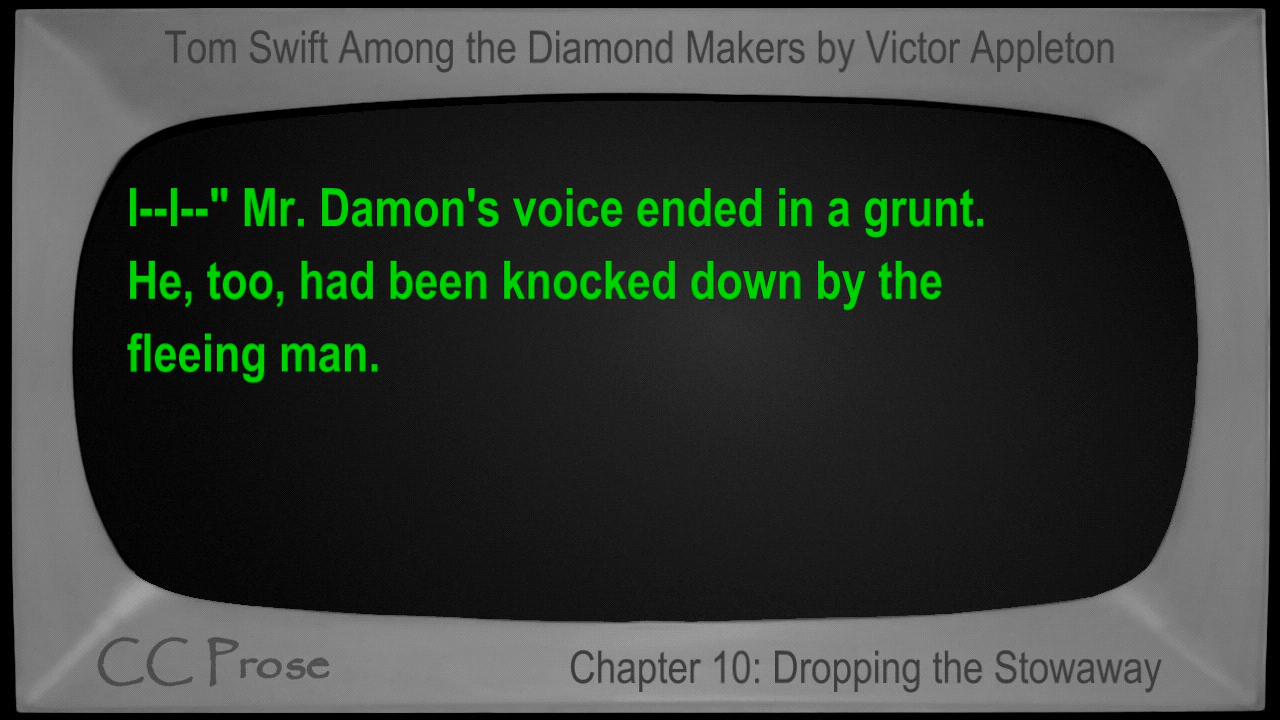 Tom Swift Among the Diamond Makers by Victor Appleton
I--I--" Mr. Damon's voice ended in a grunt.
He, too, had been knocked down by the
fleeing man.
CC Prose
Chapter 10: Dropping the Stowaway